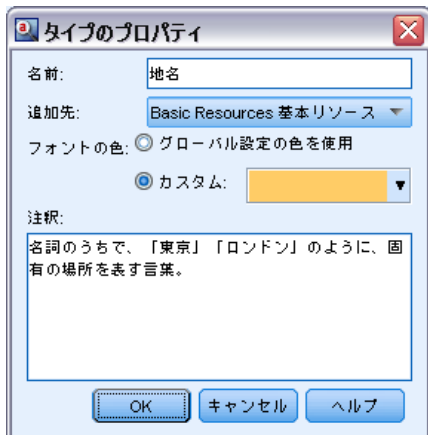 タイプのプロパティ
名前: 地名
追加先: Basic Resources 基本リソース
フォントの色: グローバル設定の色を使用
カスタム:
注釈:
名詞のうちで、「東京」「ロンドン」のように、固
有の場所を表す言葉。
OK キャンセル ヘルプ